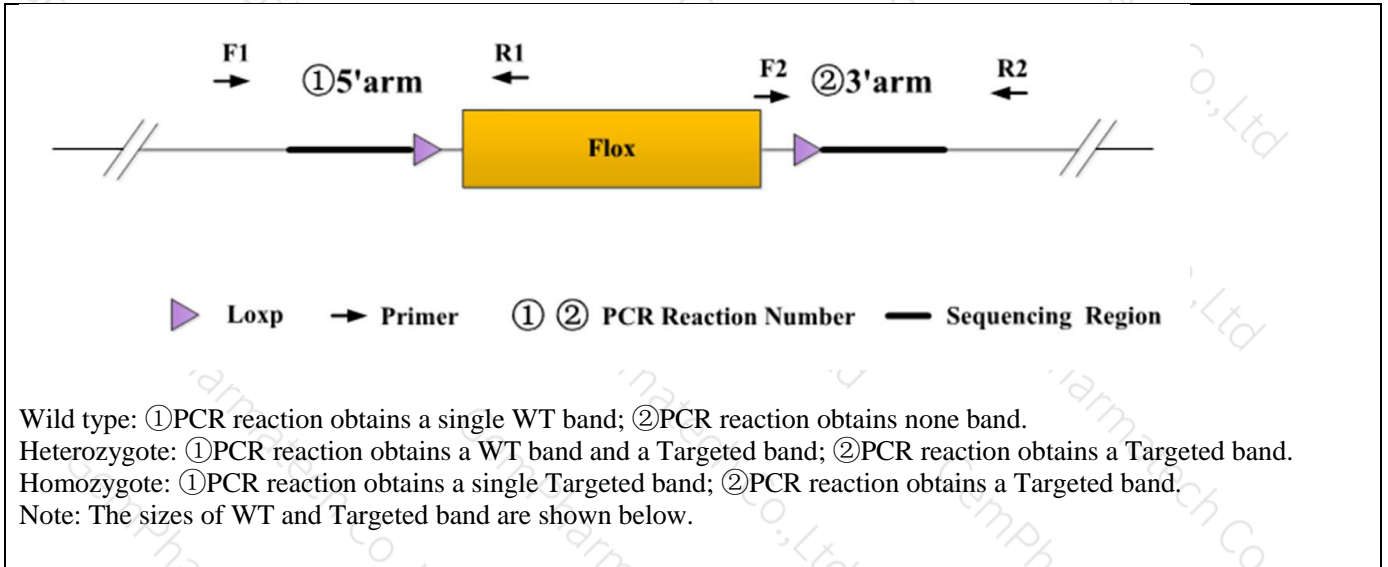 F1
①5'arm
R1
F2
②3'arm
R2
Flox
Loxp
Primer
① ② PCR Reaction Number
Sequencing Region
Wild type: ①PCR reaction obtains a single WT band; ②PCR reaction obtains none band.
Heterozygote: ①PCR reaction obtains a WT band and a Targeted band; ②PCR reaction obtains a Targeted band.
Homozygote: ①PCR reaction obtains a single Targeted band; ②PCR reaction obtains a Targeted band.
Note: The sizes of WT and Targeted band are shown below.
Co.,Ltd